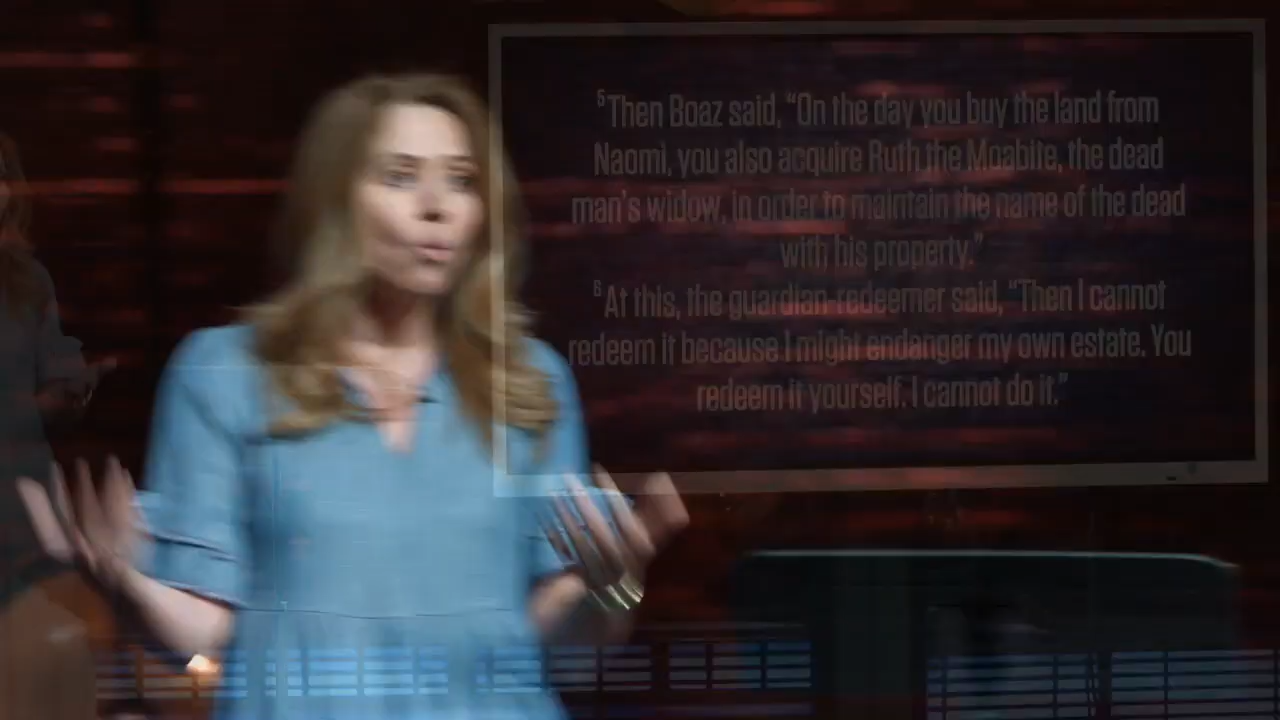 ⁵Then Boaz said, “On the day you buy the land from
Naomi, you also acquire Ruth the Moabite, the dead
man’s widow, in order to maintain the name of the dead
with his property.”
⁶At this, the guardian-redeemer said, “Then I cannot
redeem it because I might endanger my own estate. You
redeem it yourself. I cannot do it.”